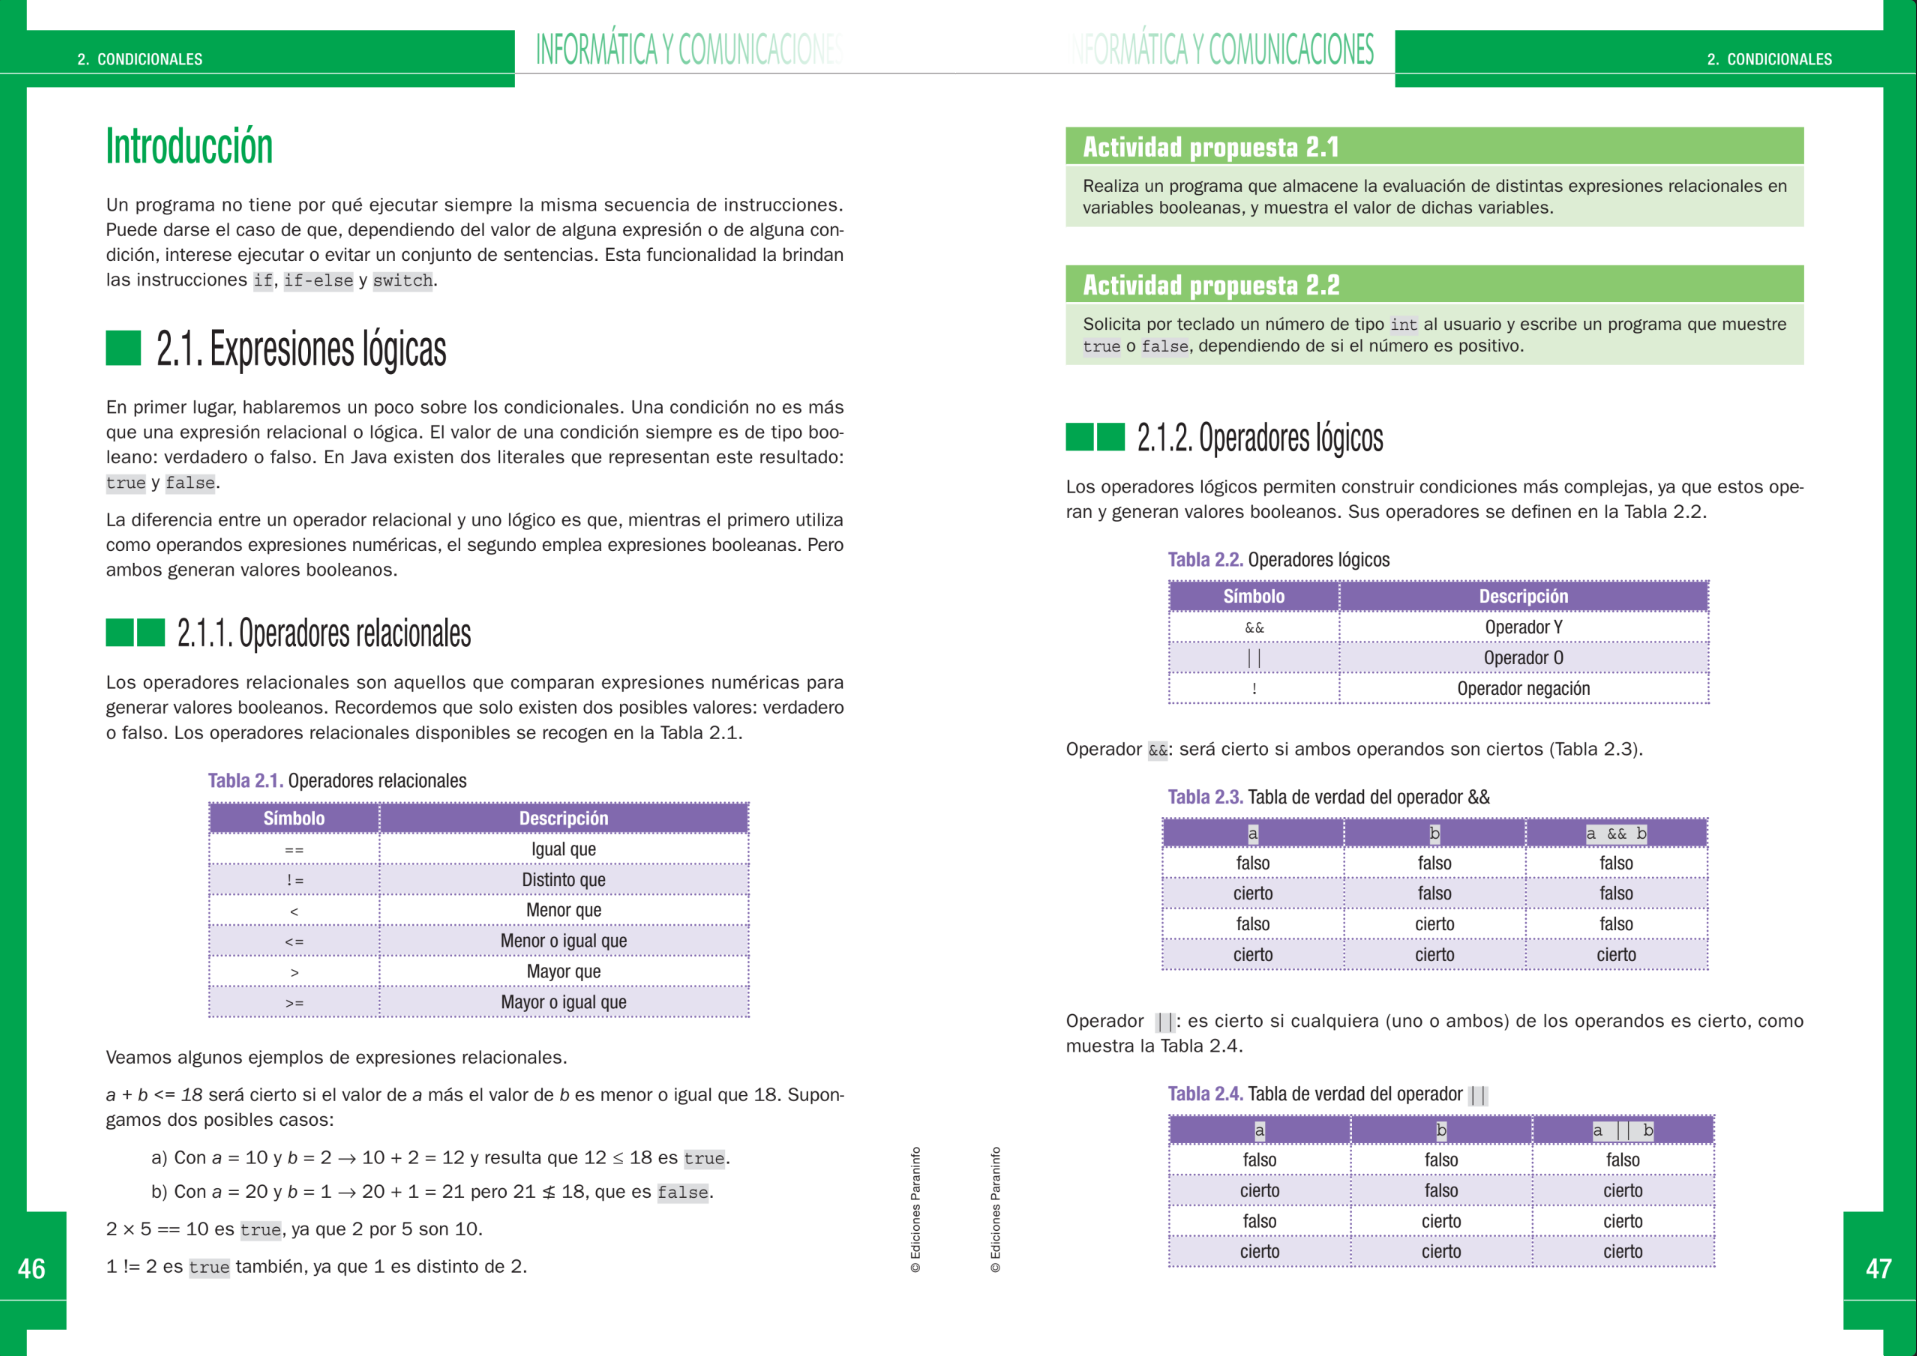 2. CONDICIONALES
INFORMÁTICA Y COMUNICACIONES
Introducción
Un programa no tiene por qué ejecutar siempre la misma secuencia de instrucciones.
Puede darse el caso de que, dependiendo del valor de alguna expresión o de alguna con-
dición, interese ejecutar o evitar un conjunto de sentencias. Esta funcionalidad la brindan
las instrucciones if, if-else y switch.
2.1. Expresiones lógicas
En primer lugar, hablaremos un poco sobre los condicionales. Una condición no es más
que una expresión relacional o lógica. El valor de una condición siempre es de tipo boo-
leano: verdadero o falso. En Java existen dos literales que representan este resultado:
true y false.
La diferencia entre un operador relacional y uno lógico es que, mientras el primero utiliza
como operandos expresiones numéricas, el segundo emplea expresiones booleanas. Pero
ambos generan valores booleanos.
2.1.1. Operadores relacionales
Los operadores relacionales son aquellos que comparan expresiones numéricas para
generar valores booleanos. Recordemos que solo existen dos posibles valores: verdadero
o falso. Los operadores relacionales disponibles se recogen en la Tabla 2.1.
Tabla 2.1. Operadores relacionales
Símbolo Descripción
== Igual que
!= Distinto que
< Menor que
<= Menor o igual que
> Mayor que
>= Mayor o igual que
Veamos algunos ejemplos de expresiones relacionales.
a + b <= 18 será cierto si el valor de a más el valor de b es menor o igual que 18. Supon-
gamos dos posibles casos:
a) Con a = 10 y b = 2 → 10 + 2 = 12 y resulta que 12 ≤ 18 es true.
b) Con a = 20 y b = 1 → 20 + 1 = 21 pero 21 ≰ 18, que es false.
2 × 5 == 10 es true, ya que 2 por 5 son 10.
1 != 2 es true también, ya que 1 es distinto de 2.
46
© Ediciones Paraninfo
INFORMÁTICA Y COMUNICACIONES
2. CONDICIONALES
Actividad propuesta 2.1
Realiza un programa que almacene la evaluación de distintas expresiones relacionales en
variables booleanas, y muestra el valor de dichas variables.
Actividad propuesta 2.2
Solicita por teclado un número de tipo int al usuario y escribe un programa que muestre
true o false, dependiendo de si el número es positivo.
2.1.2. Operadores lógicos
Los operadores lógicos permiten construir condiciones más complejas, ya que estos ope-
ran y generan valores booleanos. Sus operadores se definen en la Tabla 2.2.
Tabla 2.2. Operadores lógicos
Símbolo Descripción
&& Operador Y
|| Operador O
! Operador negación
Operador &&: será cierto si ambos operandos son ciertos (Tabla 2.3).
Tabla 2.3. Tabla de verdad del operador &&
a b a && b
falso falso falso
cierto falso falso
falso cierto falso
cierto cierto cierto
Operador ||: es cierto si cualquiera (uno o ambos) de los operandos es cierto, como
muestra la Tabla 2.4.
Tabla 2.4. Tabla de verdad del operador ||
a b a || b
falso falso falso
cierto falso cierto
falso cierto cierto
cierto cierto cierto
© Ediciones Paraninfo
47